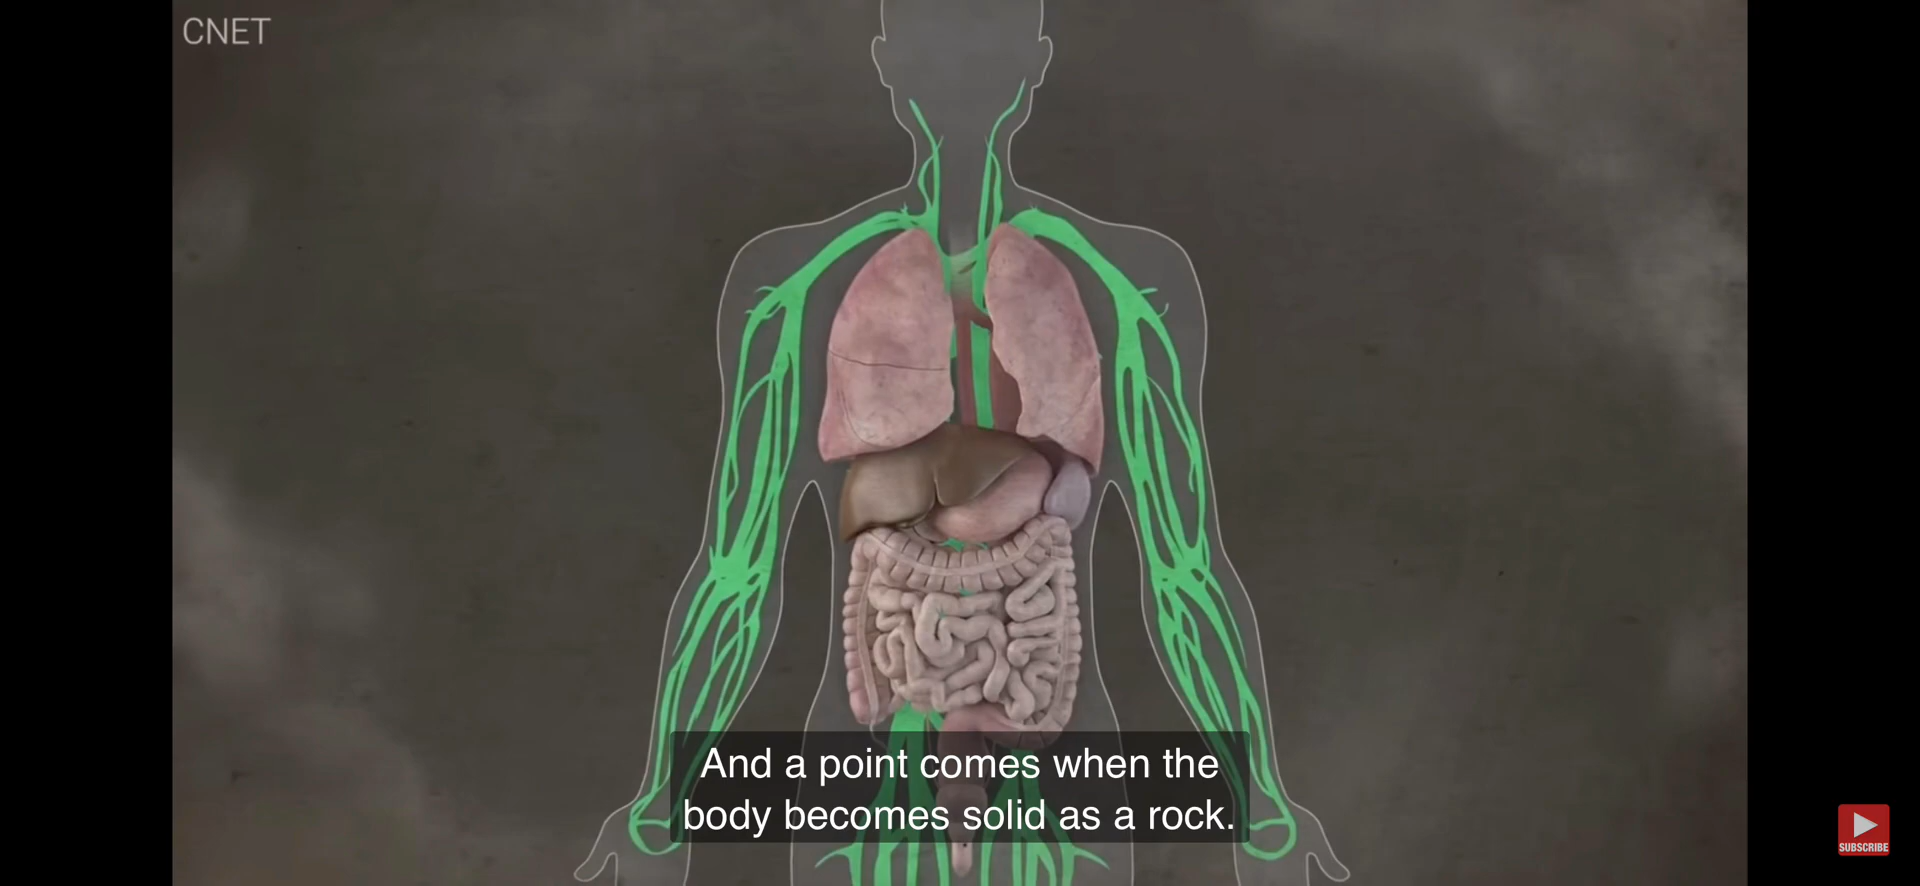 CNET
And a point comes when the
body becomes solid as a rock.
SUBSCRIBE